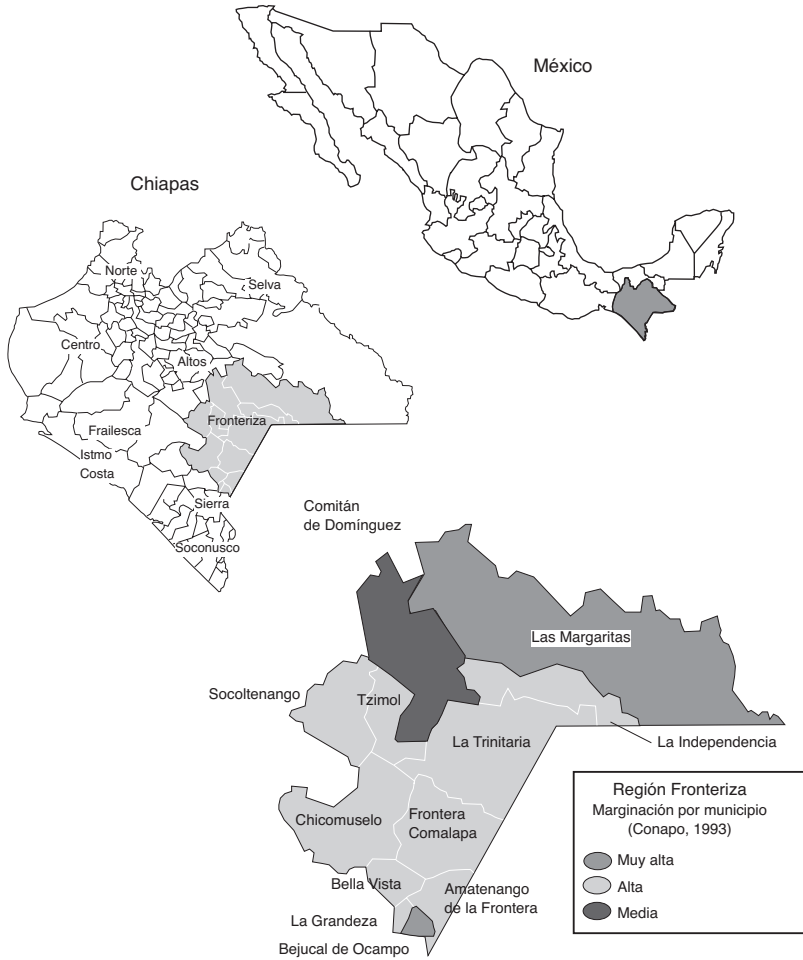 México
Chiapas
Norte
Selva
Centro
Altos
Fronteriza
Frailesca
Istmo
Costa
Sierra
Soconusco
Comitán
de Domínguez
Las Margaritas
Socoltenango
Tzimol
La Trinitaria
La Independencia
Chicomuselo
Frontera
Comalapa
Bella Vista
Amatenango
de la Frontera
La Grandeza
Bejucal de Ocampo
Región Fronteriza
Marginación por municipio
(Conapo, 1993)
Muy alta
Alta
Media